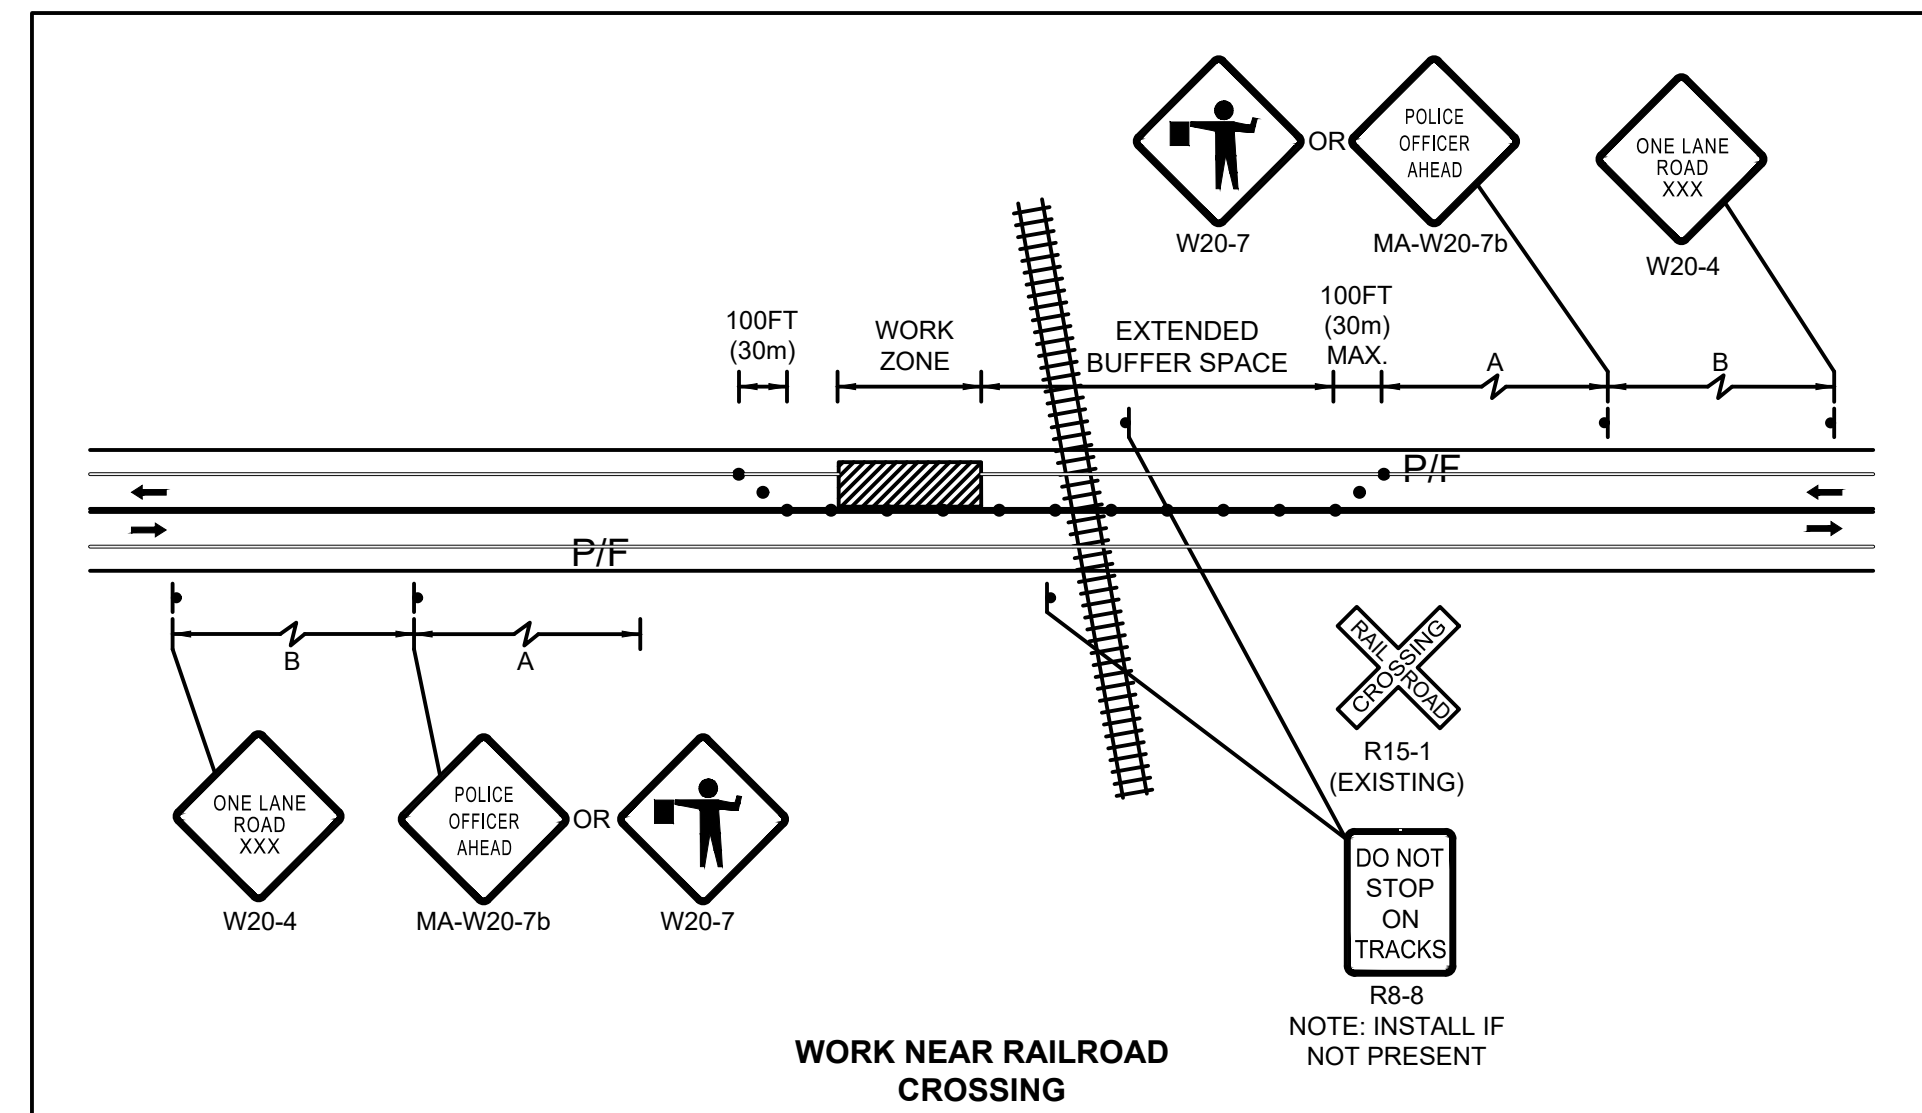 POLICE
OFFICER
AHEAD
OR
ONE LANE
ROAD
XXX
W20-7
MA-W20-7b
W20-4
100FT
(30m)
WORK
ZONE
EXTENDED
BUFFER SPACE
100FT
(30m)
MAX.
A
B
P/F
P/F
B
A
RAILROAD
CROSSING
R15-1
(EXISTING)
ONE LANE
ROAD
XXX
W20-4
POLICE
OFFICER
AHEAD
MA-W20-7b
OR
W20-7
DO NOT
STOP
ON
TRACKS
R8-8
NOTE: INSTALL IF
NOT PRESENT
WORK NEAR RAILROAD
CROSSING